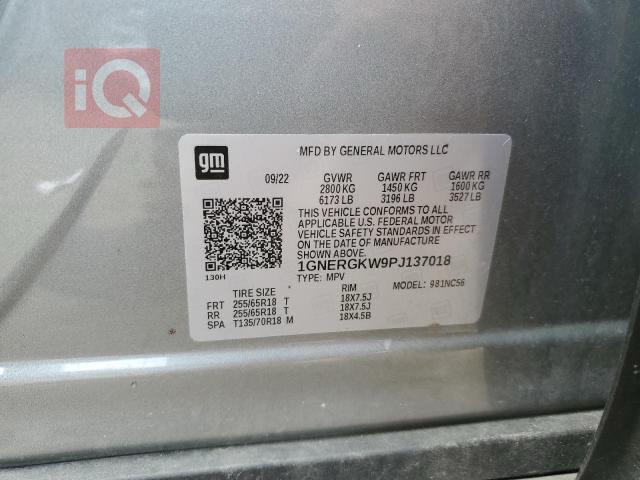 iQ
gm
MFD BY GENERAL MOTORS LLC
09/22 GVWR GAWR FRT GAWR RR
2800 KG 1450 KG 1600 KG
6173 LB 3196 LB 3527 LB
THIS VEHICLE CONFORMS TO ALL
APPLICABLE U.S. FEDERAL MOTOR
VEHICLE SAFETY STANDARDS IN EFFECT
ON THE DATE OF MANUFACTURE SHOWN ABOVE.
1GNERGKW9PJ137018
130H TYPE: MPV MODEL: 981NC56
TIRE SIZE RIM
FRT 255/65R18 T 18X7.5J
RR 255/65R18 T 18X7.5J
SPA T135/70R18 M 18X4.5B